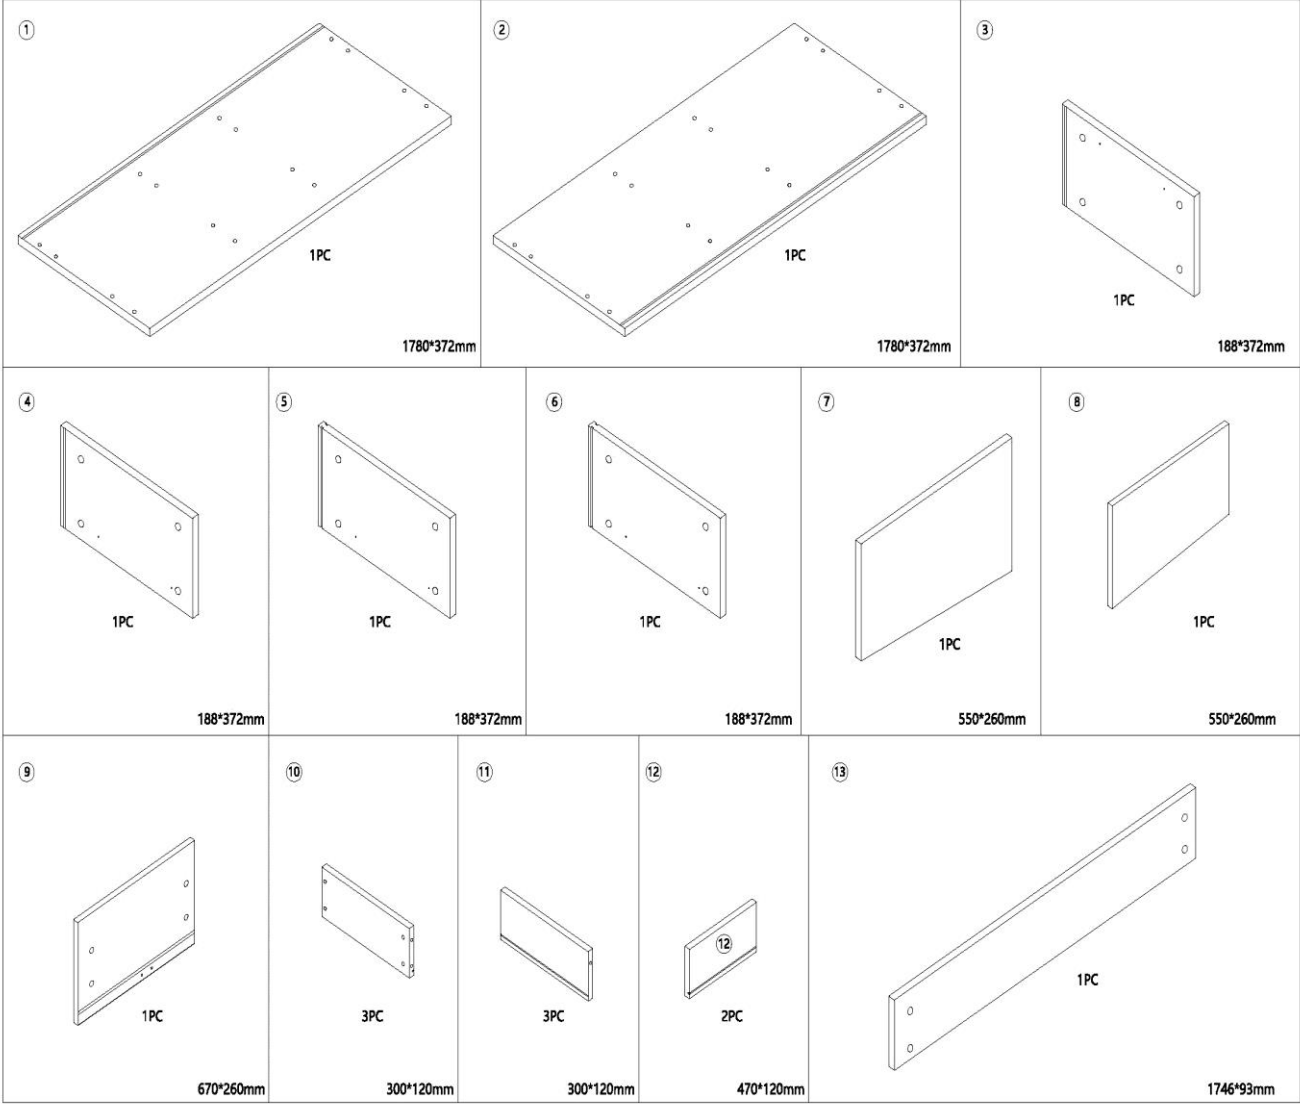 ①
1PC
1780*372mm
②
1PC
1780*372mm
③
1PC
188*372mm
④
1PC
188*372mm
⑤
1PC
188*372mm
⑥
1PC
188*372mm
⑦
1PC
550*260mm
⑧
1PC
550*260mm
⑨
1PC
670*260mm
⑩
3PC
300*120mm
⑪
3PC
300*120mm
⑫
⑫
2PC
470*120mm
⑬
1PC
1746*93mm